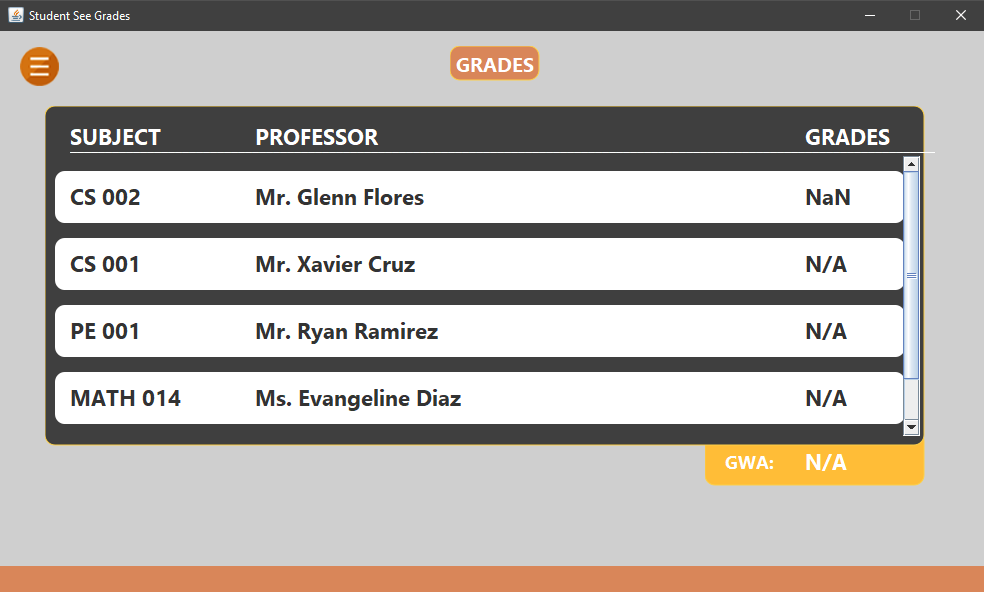 Student See Grades
GRADES
SUBJECT PROFESSOR GRADES
CS 002 Mr. Glenn Flores NaN
CS 001 Mr. Xavier Cruz N/A
PE 001 Mr. Ryan Ramirez N/A
MATH 014 Ms. Evangeline Diaz N/A
GWA: N/A